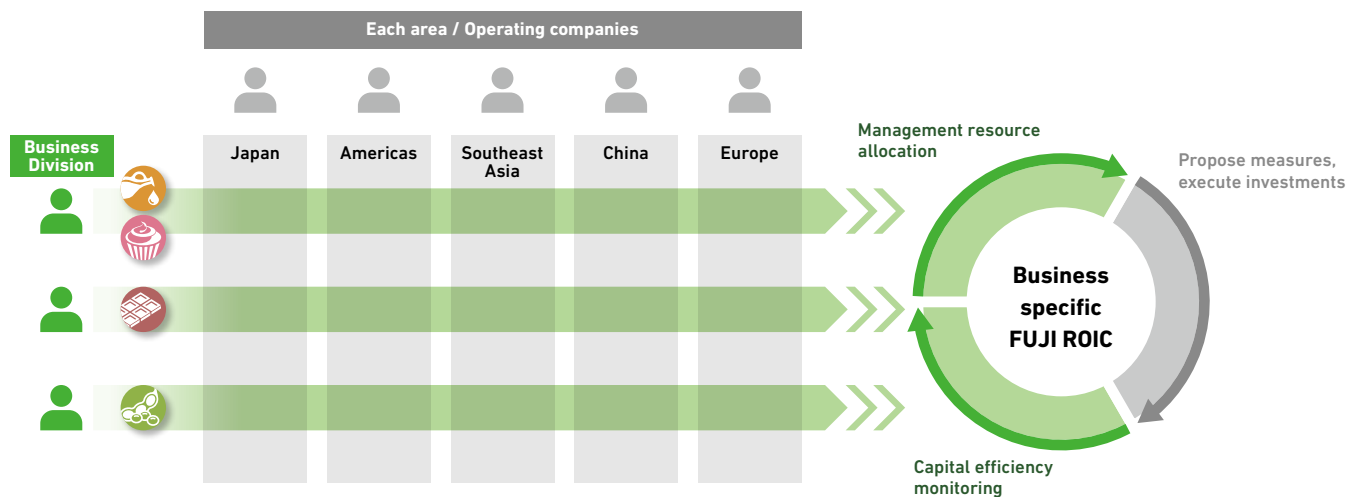 Each area / Operating companies
Business
Division
Japan
Americas
Southeast
Asia
China
Europe
Management resource
allocation
Propose measures,
execute investments
Business
specific
FUJI ROIC
Capital efficiency
monitoring